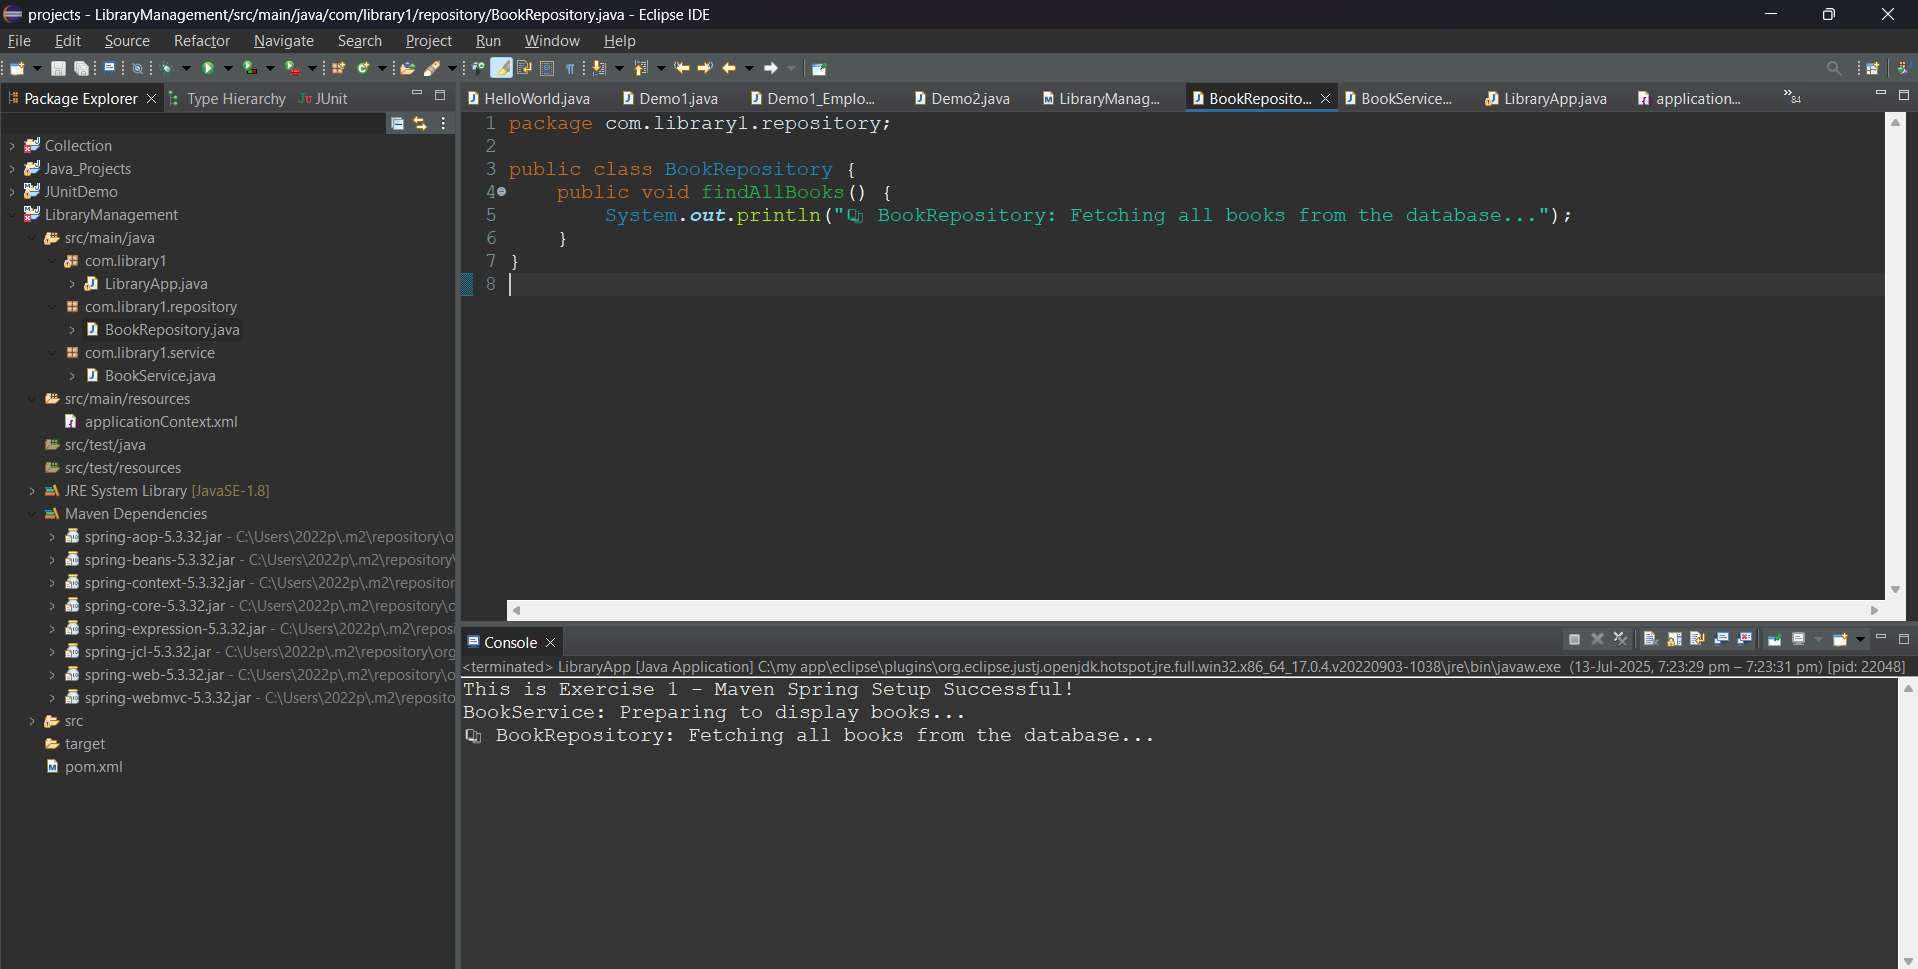 projects - LibraryManagement/src/main/java/com/library1/repository/BookRepository.java - Eclipse IDE
File Edit Source Refactor Navigate Search Project Run Window Help
Package Explorer Type Hierarchy JUnit
HelloWorld.java Demo1.java Demo1_Emplo... Demo2.java LibraryManag... BookReposito... BookService... LibraryApp.java application... 84
Collection
Java_Projects
JUnitDemo
LibraryManagement
src/main/java
com.library1
LibraryApp.java
com.library1.repository
BookRepository.java
com.library1.service
BookService.java
src/main/resources
applicationContext.xml
src/test/java
src/test/resources
JRE System Library [JavaSE-1.8]
Maven Dependencies
spring-aop-5.3.32.jar - C:\Users\2022p\.m2\repository\o
spring-beans-5.3.32.jar - C:\Users\2022p\.m2\repository\
spring-context-5.3.32.jar - C:\Users\2022p\.m2\repositor
spring-core-5.3.32.jar - C:\Users\2022p\.m2\repository\o
spring-expression-5.3.32.jar - C:\Users\2022p\.m2\repos
spring-jcl-5.3.32.jar - C:\Users\2022p\.m2\repository\org
spring-web-5.3.32.jar - C:\Users\2022p\.m2\repository\o
spring-webmvc-5.3.32.jar - C:\Users\2022p\.m2\reposito
src
target
pom.xml
1 package com.library1.repository;
2
3 public class BookRepository {
4 public void findAllBooks() {
5 System.out.println("📚 BookRepository: Fetching all books from the database...");
6 }
7 }
8
Console
<terminated> LibraryApp [Java Application] C:\my app\eclipse\plugins\org.eclipse.justj.openjdk.hotspot.jre.full.win32.x86_64_17.0.4.v20220903-1038\jre\bin\javaw.exe (13-Jul-2025, 7:23:29 pm – 7:23:31 pm) [pid: 22048]
This is Exercise 1 - Maven Spring Setup Successful!
BookService: Preparing to display books...
📚 BookRepository: Fetching all books from the database...